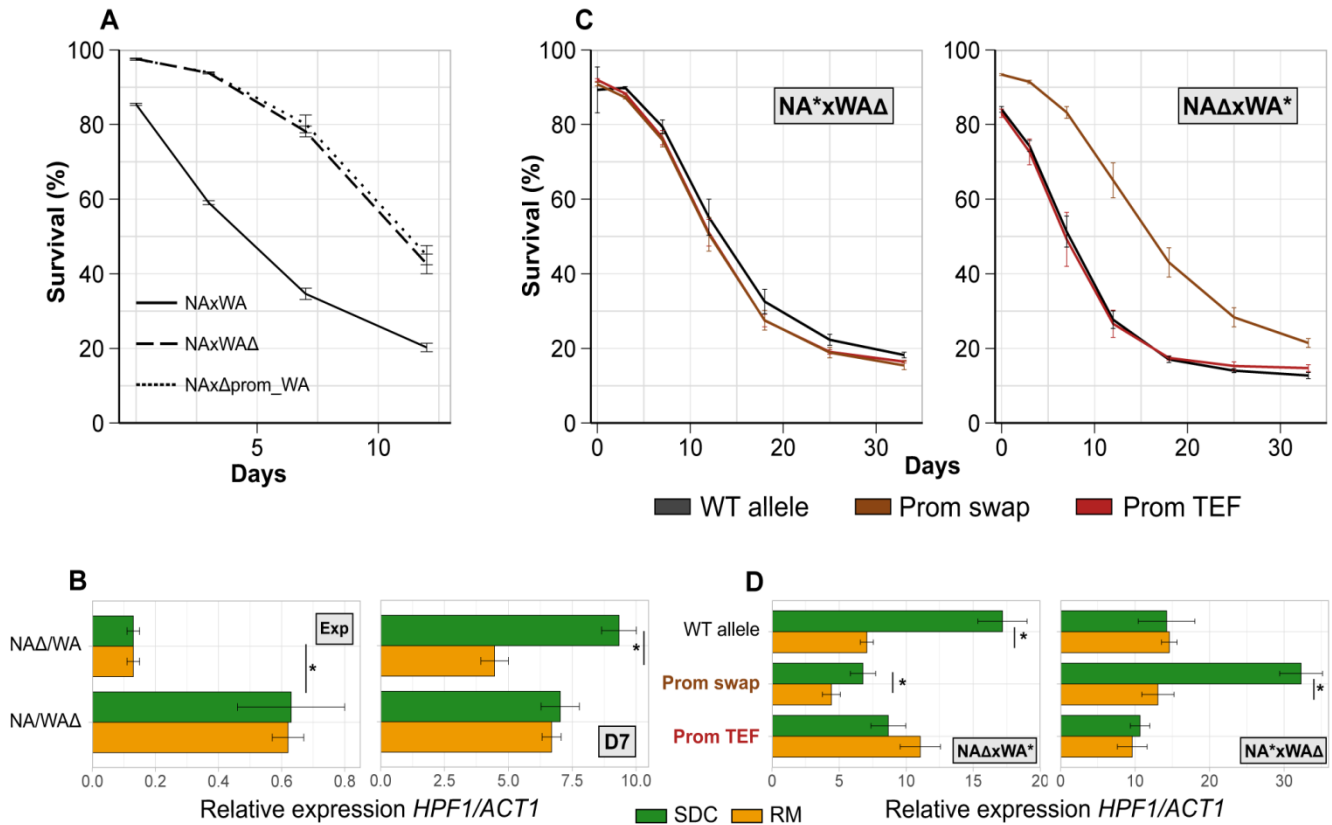 A
100
80
60
40
20
0
Survival (%)
NAxWA
NAxWAΔ
NAxΔprom_WA
5
10
Days
C
100
80
60
40
20
0
Survival (%)
NA*xWAΔ
0
10
20
30
100
80
60
40
20
0
NAΔxWA*
0
10
20
30
Days
WT allele
Prom swap
Prom TEF
B
NAΔ/WA
NA/WAΔ
Exp
*
0.0
0.2
0.4
0.6
0.8
*
D7
0.0
2.5
5.0
7.5
10.0
Relative expression HPF1/ACT1
D
WT allele
Prom swap
Prom TEF
*
*
NAΔxWA*
0
5
10
15
20
*
NA*xWAΔ
0
10
20
30
Relative expression HPF1/ACT1
SDC
RM